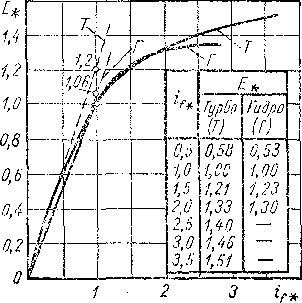 E*
1,4
1,2
1,0
0,8
0,6
0,4
0,2
0
T
1,2
1,06
T
Г
1
2
3
if*
if*
E*
Турбо (Т)
Гидро (Г)
0,5 0,58 0,53
1,0 1,00 1,00
1,5 1,21 1,23
2,0 1,33 1,30
2,5 1,40 —
3,0 1,46 —
3,5 1,51 —